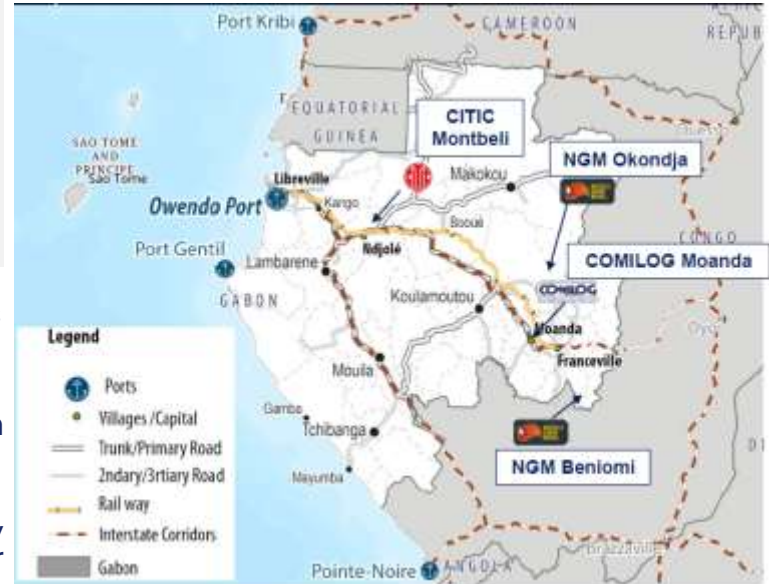 Port Kribi
CAMEROON
REPUB
EQUATORIAL
GUINEA
CITIC
Montbeli
NGM Okondja
SAO TOME
AND
PRINCIPE
Sao Tome
Libreville
Makokou
Owendo Port
Kango
Booué
CONGO
Port Gentil
Ndjolé
COMILOG Moanda
Lambarene
GABON
Koulamoutou
COMILOG
Oyo
Legend
Moanda
Franceville
Ports
Mouila
Villages /Capital
Gamba
Trunk/Primary Road
Tchibanga
2ndary/3rtiary Road
NGM Beniomi
Mayumba
Rail way
Interstate Corridors
Brazzaville
Gabon
Pointe-Noire
ANGOLA